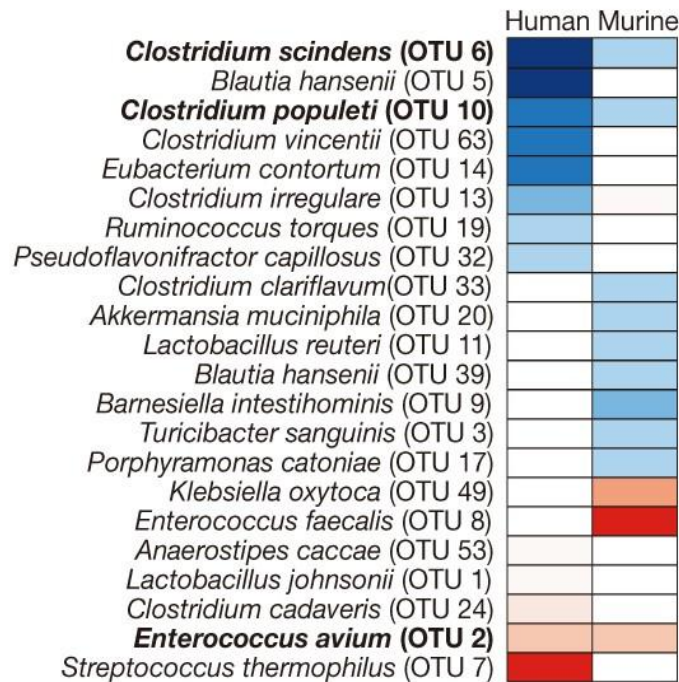 Human Murine
Clostridium scindens (OTU 6)
Blautia hansenii (OTU 5)
Clostridium populeti (OTU 10)
Clostridium vincentii (OTU 63)
Eubacterium contortum (OTU 14)
Clostridium irregulare (OTU 13)
Ruminococcus torques (OTU 19)
Pseudoflavonifractor capillosus (OTU 32)
Clostridium clariflavum(OTU 33)
Akkermansia muciniphila (OTU 20)
Lactobacillus reuteri (OTU 11)
Blautia hansenii (OTU 39)
Barnesiella intestihominis (OTU 9)
Turicibacter sanguinis (OTU 3)
Porphyramonas catoniae (OTU 17)
Klebsiella oxytoca (OTU 49)
Enterococcus faecalis (OTU 8)
Anaerostipes caccae (OTU 53)
Lactobacillus johnsonii (OTU 1)
Clostridium cadaveris (OTU 24)
Enterococcus avium (OTU 2)
Streptococcus thermophilus (OTU 7)